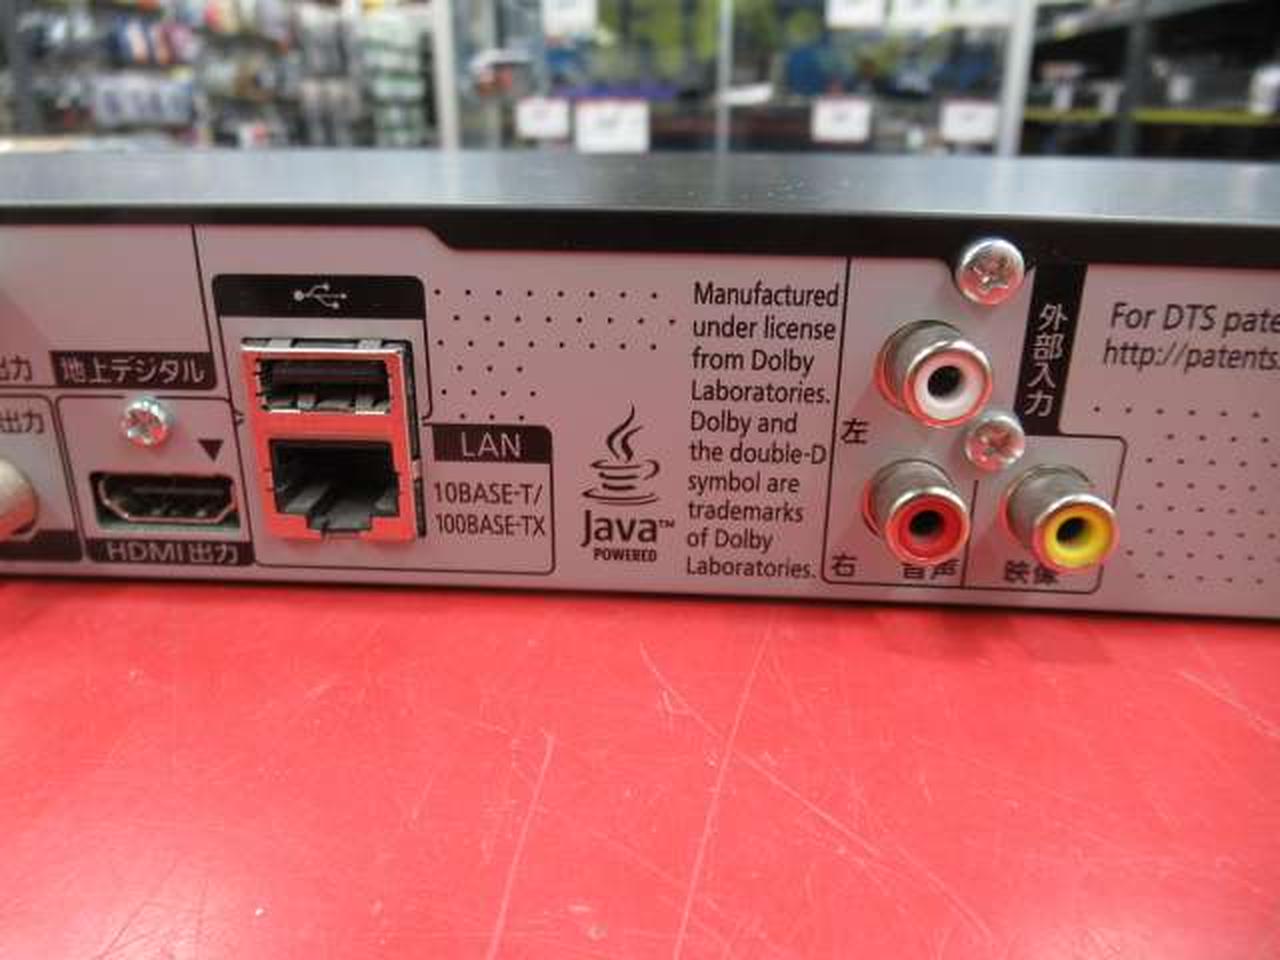 出力
地上デジタル
出力
HDMI出力
LAN
10BASE-T/
100BASE-TX
Java™
POWERED
Manufactured
under license
from Dolby
Laboratories.
Dolby and
the double-D
symbol are
trademarks
of Dolby
Laboratories.
左
右
音声
映像
外部入力
For DTS pate
http://patents.